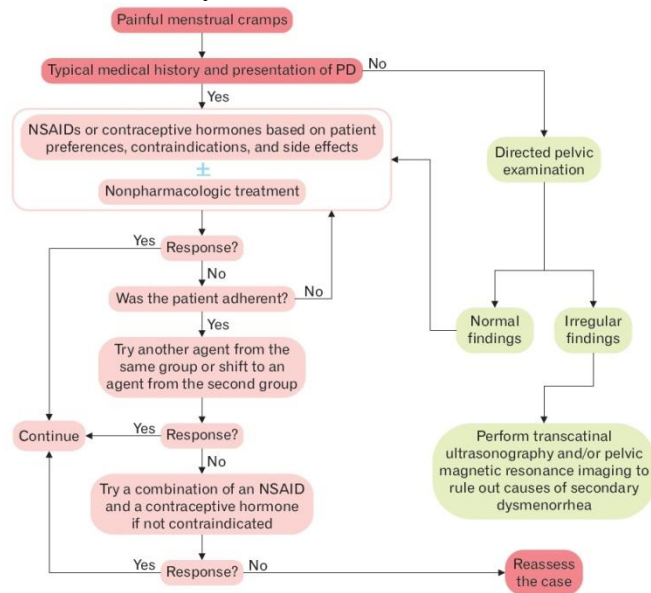 Painful menstrual cramps
Typical medical history and presentation of PD
No
Yes
NSAIDs or contraceptive hormones based on patient
preferences, contraindications, and side effects
±
Nonpharmacologic treatment
Directed pelvic
examination
Yes
Response?
No
Was the patient adherent?
No
Yes
Normal
findings
Irregular
findings
Try another agent from the
same group or shift to an
agent from the second group
Continue
Yes
Response?
No
Perform transcatinal
ultrasonography and/or pelvic
magnetic resonance imaging to
rule out causes of secondary
dysmenorrhea
Try a combination of an NSAID
and a contraceptive hormone
if not contraindicated
Yes
Response?
No
Reassess
the case